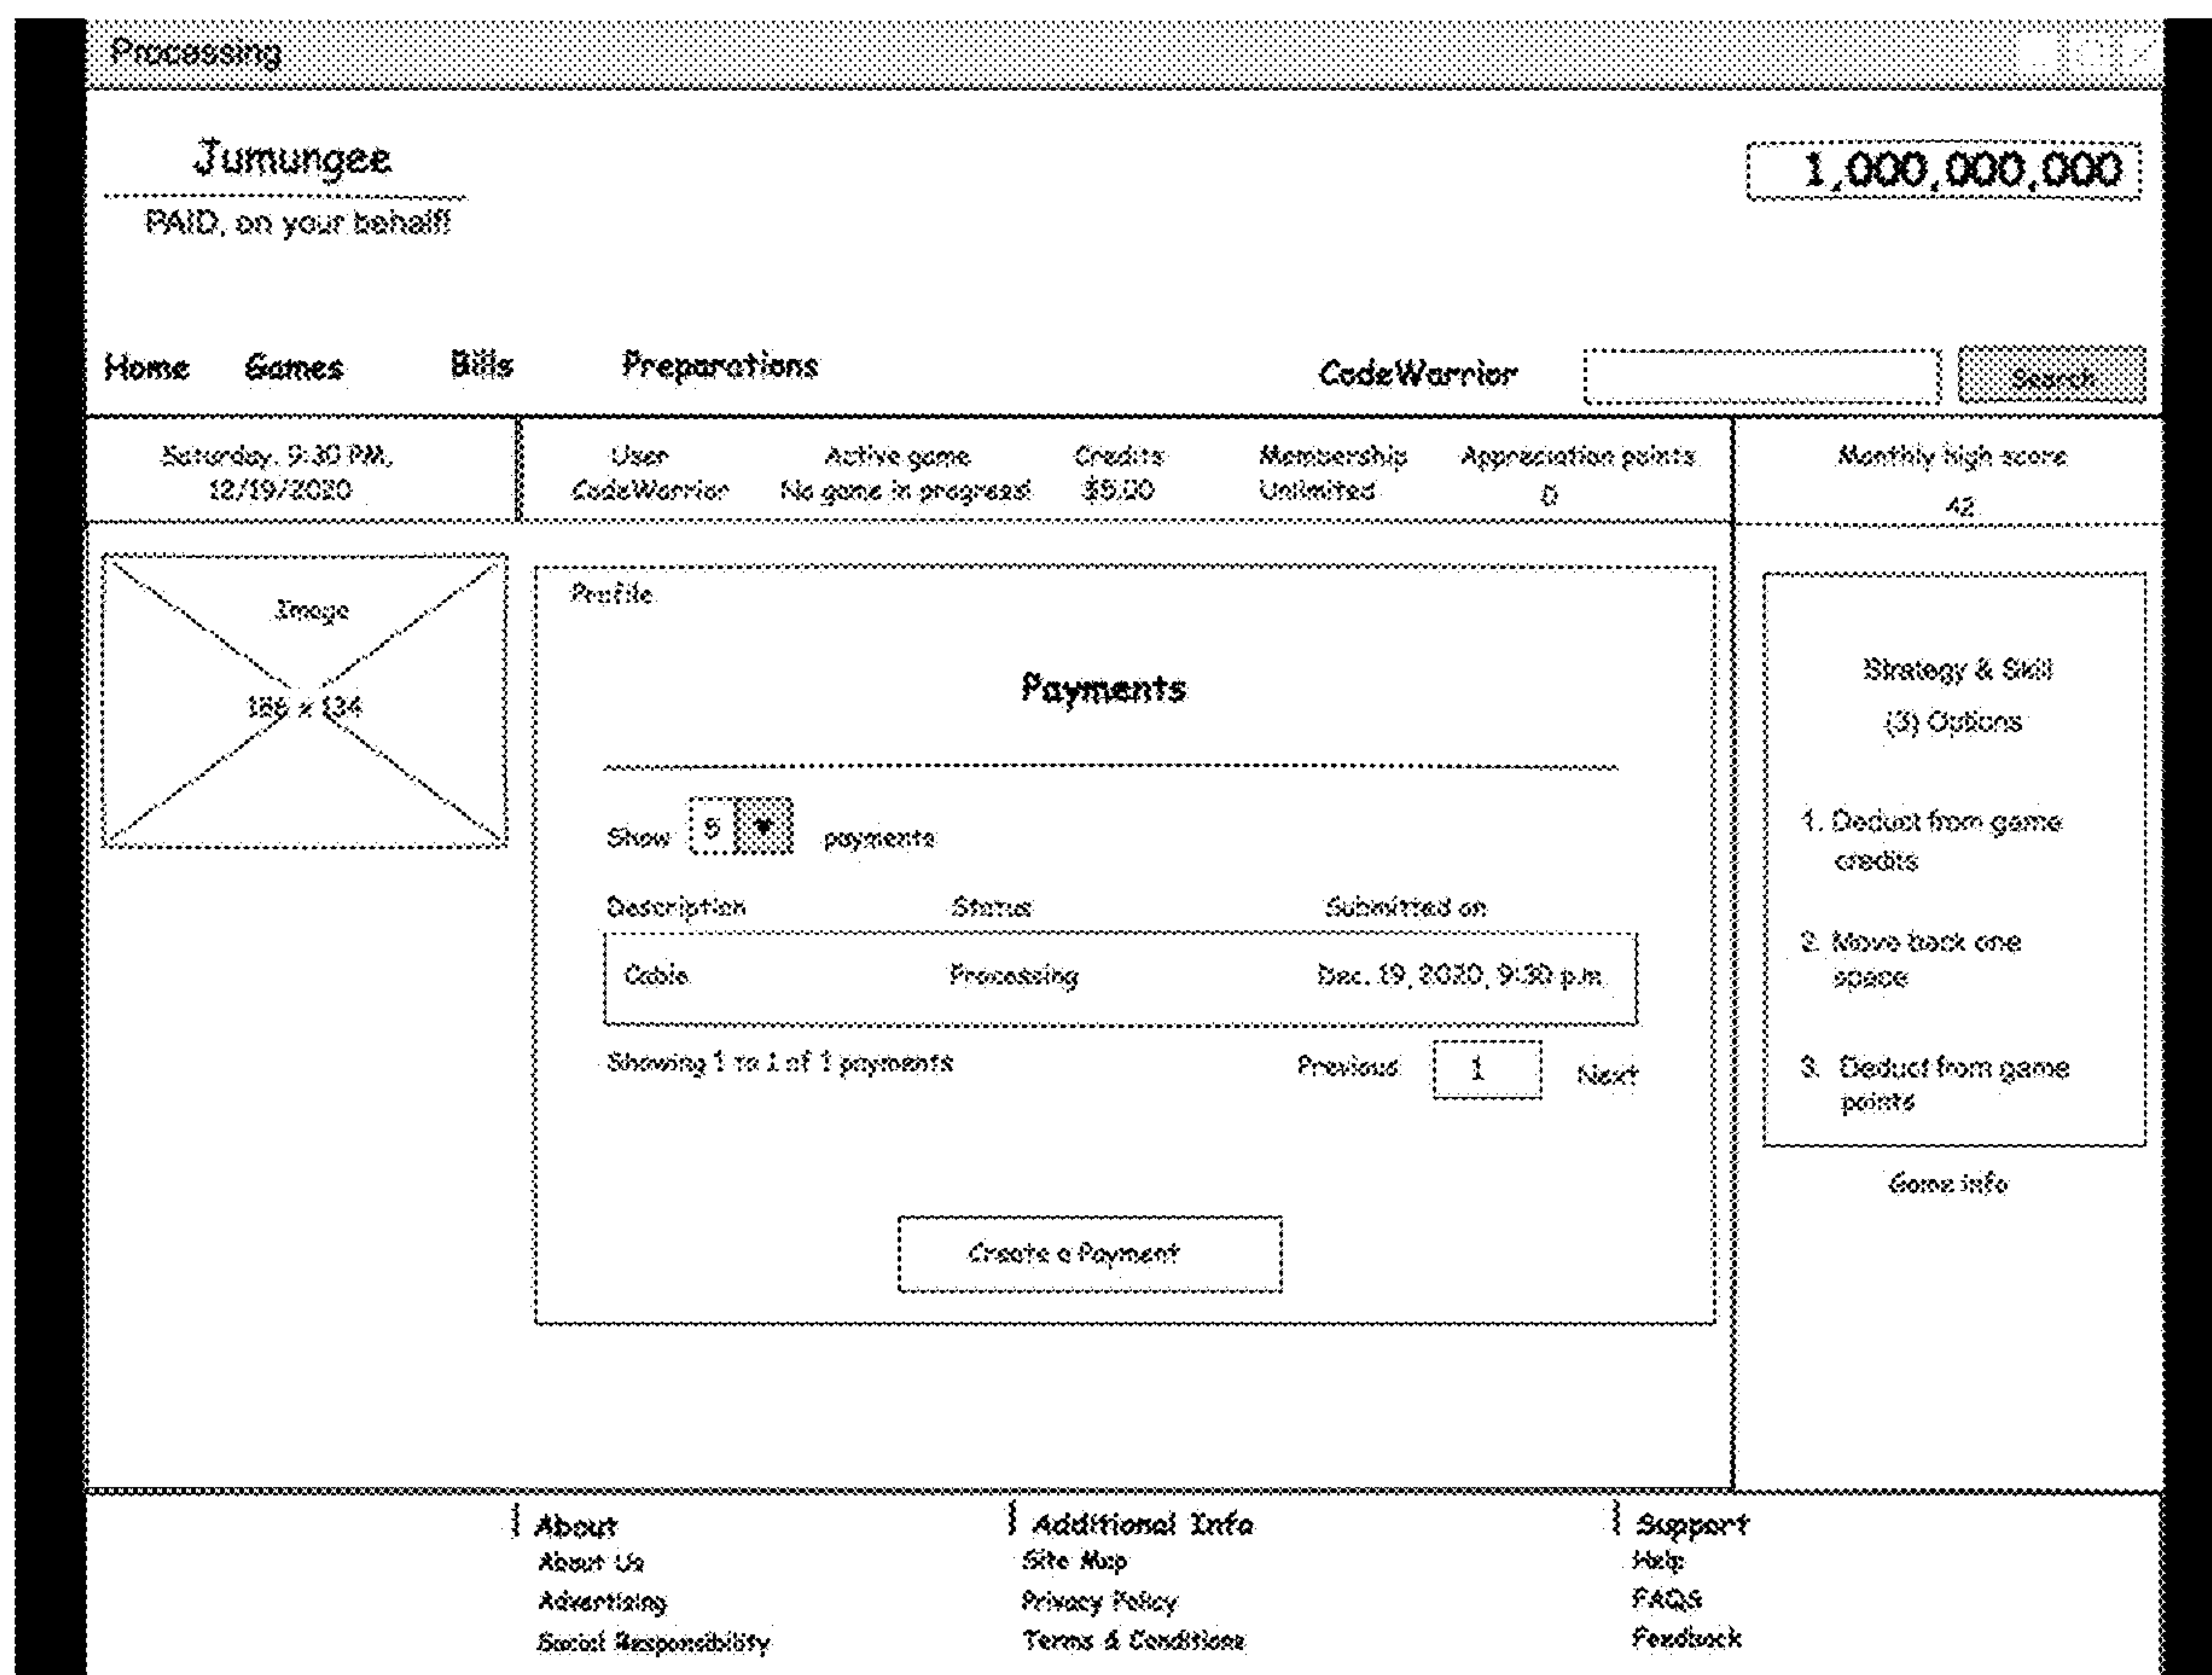 Processing
Jumungee
1,000,000,000
PAID, on your behalf!
Home Games Bills Preparations CodeWarrior Search
Saturday, 9:30 PM,
12/19/2020
User Active game Credits Membership Appreciation points
CodeWarrior No game in progress! $5.00 Unlimited 0
Monthly high score
42
Image
186 x 134
Profile
Payments
Show 5 payments
Description Status Submitted on
Cable Processing Dec. 19, 2020, 9:30 p.m.
Showing 1 to 1 of 1 payments Previous 1 Next
Create a Payment
Strategy & Skill
(3) Options
1. Deduct from game
credits
2. Move back one
space
3. Deduct from game
points
Game info
About
About Us
Advertising
Social Responsibility
Additional Info
Site Map
Privacy Policy
Terms & Conditions
Support
Help
FAQS
Feedback